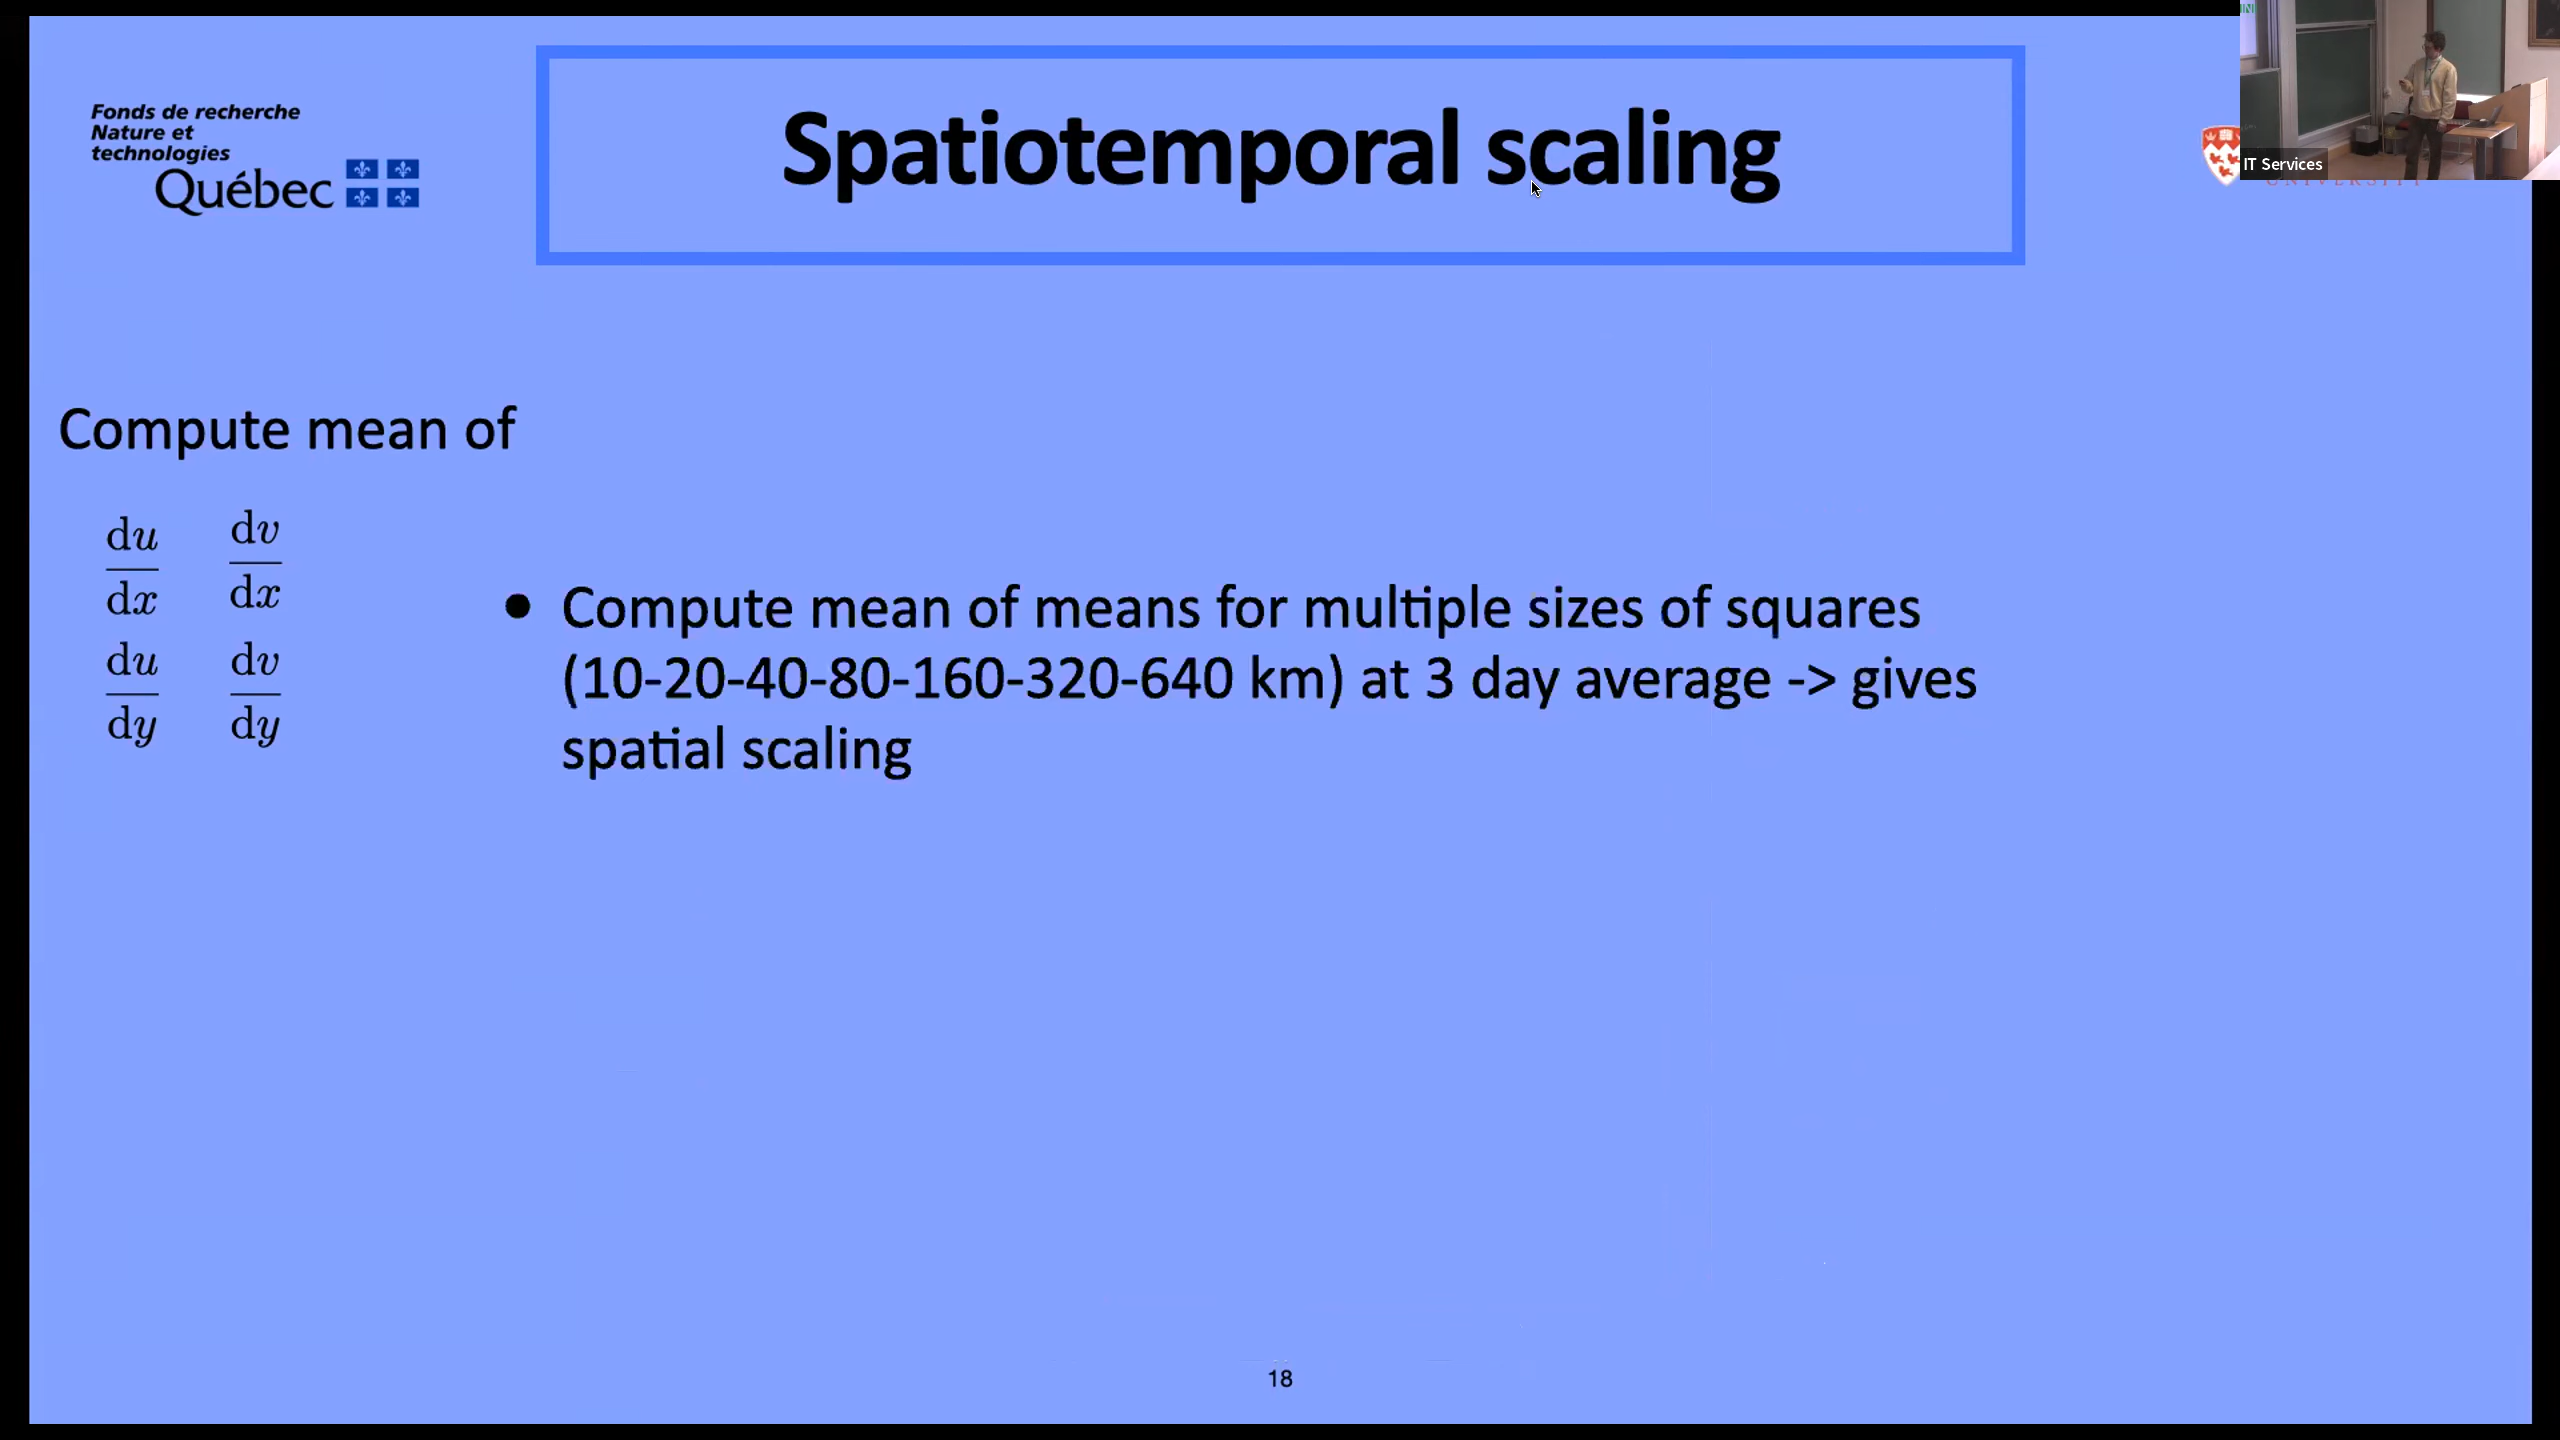 Fonds de recherche
Nature et
technologies
Québec
Spatiotemporal scaling
IT Services
Compute mean of
du/dx dv/dx
du/dy dv/dy
• Compute mean of means for multiple sizes of squares
(10-20-40-80-160-320-640 km) at 3 day average -> gives
spatial scaling
18